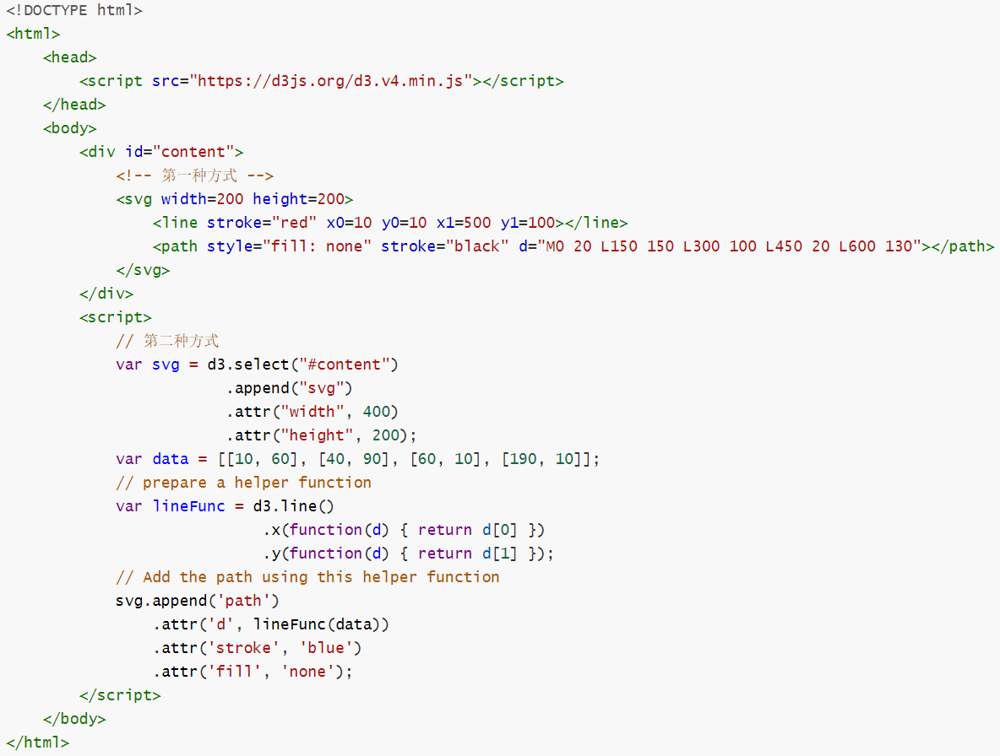 <!DOCTYPE html>
<html>
    <head>
        <script src="https://d3js.org/d3.v4.min.js"></script>
    </head>
    <body>
        <div id="content">
            <!-- 第一种方式 -->
            <svg width=200 height=200>
                <line stroke="red" x0=10 y0=10 x1=500 y1=100></line>
                <path style="fill: none" stroke="black" d="M0 20 L150 150 L300 100 L450 20 L600 130"></path>
            </svg>
        </div>
        <script>
            // 第二种方式
            var svg = d3.select("#content")
                        .append("svg")
                        .attr("width", 400)
                        .attr("height", 200);
            var data = [[10, 60], [40, 90], [60, 10], [190, 10]];
            // prepare a helper function
            var lineFunc = d3.line()
                            .x(function(d) { return d[0] })
                            .y(function(d) { return d[1] });
            // Add the path using this helper function
            svg.append('path')
                .attr('d', lineFunc(data))
                .attr('stroke', 'blue')
                .attr('fill', 'none');
        </script>
    </body>
</html>